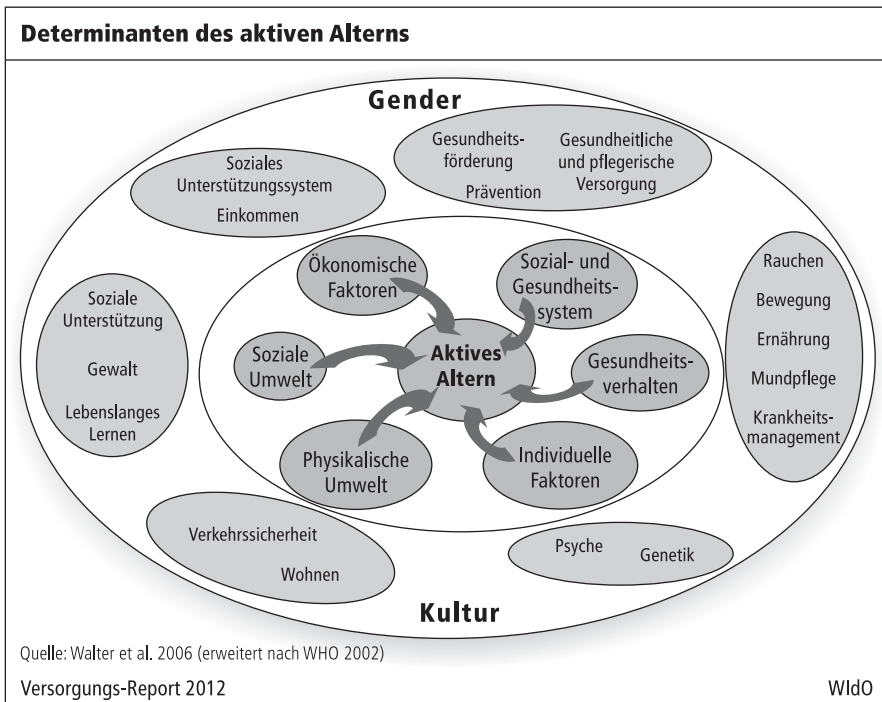 Determinanten des aktiven Alterns
Gender
Soziales
Unterstützungssystem
Einkommen
Gesundheits-
förderung
Prävention
Gesundheitliche
und pflegerische
Versorgung
Ökonomische
Faktoren
Sozial- und
Gesundheits-
system
Soziale
Unterstützung
Gewalt
Lebenslanges
Lernen
Soziale
Umwelt
Aktives
Altern
Gesundheits-
verhalten
Rauchen
Bewegung
Ernährung
Mundpflege
Krankheits-
management
Physikalische
Umwelt
Individuelle
Faktoren
Verkehrssicherheit
Wohnen
Psyche
Genetik
Kultur
Quelle: Walter et al. 2006 (erweitert nach WHO 2002)
Versorgungs-Report 2012
WIdO